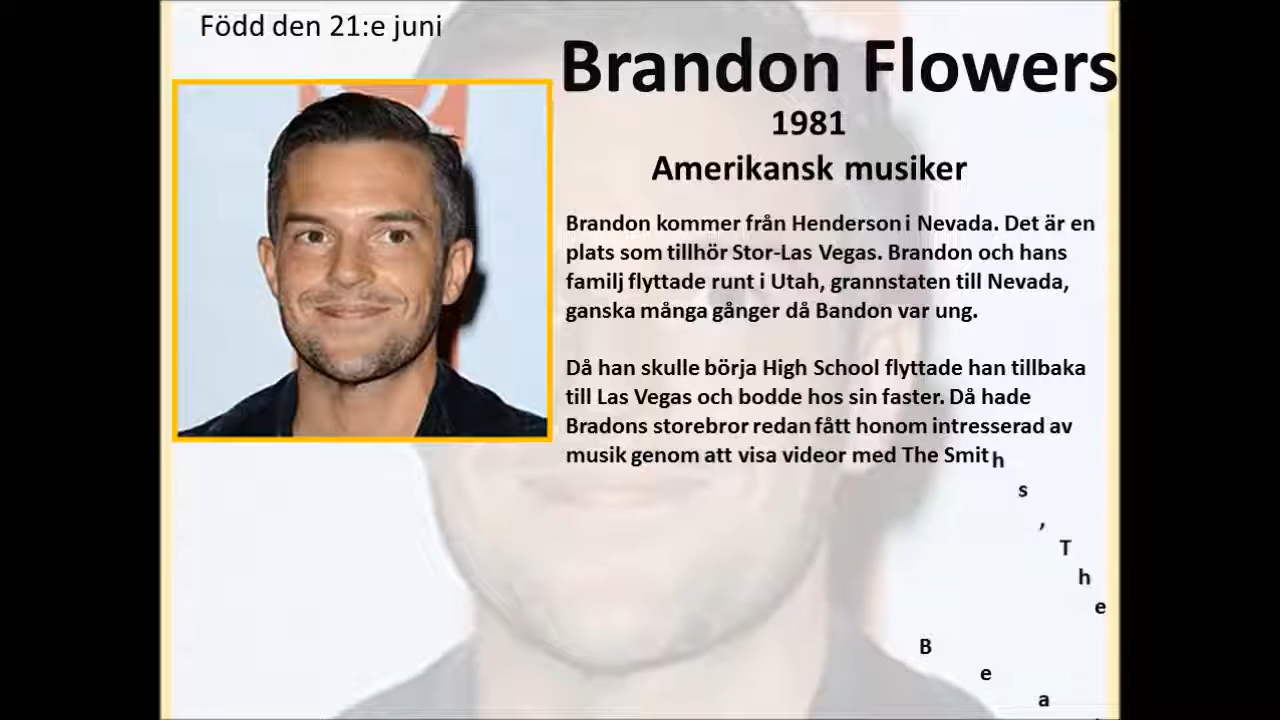 Född den 21:e juni
Brandon Flowers
1981
Amerikansk musiker
Brandon kommer från Henderson i Nevada. Det är en
plats som tillhör Stor-Las Vegas. Brandon och hans
familj flyttade runt i Utah, grannstaten till Nevada,
ganska många gånger då Bandon var ung.
Då han skulle börja High School flyttade han tillbaka
till Las Vegas och bodde hos sin faster. Då hade
Bradons storebror redan fått honom intresserad av
musik genom att visa videor med The Smiths, The
Bea